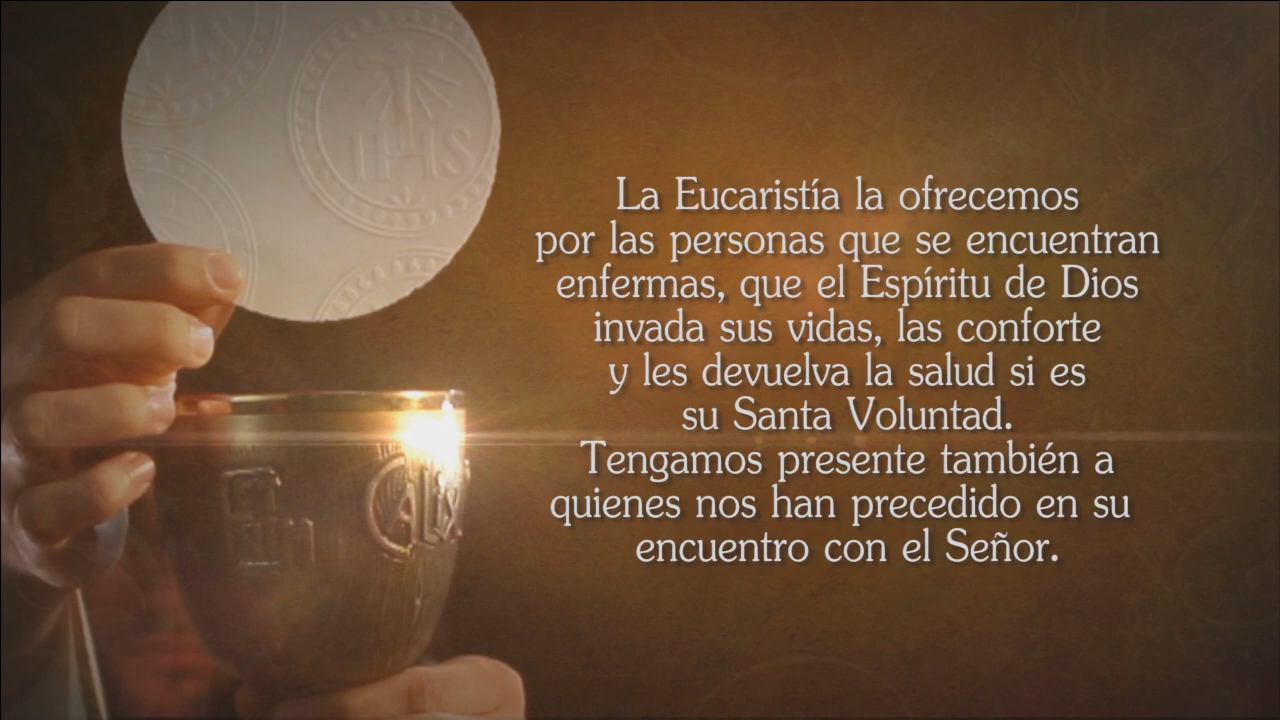 IHS
La Eucaristía la ofrecemos
por las personas que se encuentran
enfermas, que el Espíritu de Dios
invada sus vidas, las conforte
y les devuelva la salud si es
su Santa Voluntad.
Tengamos presente también a
quienes nos han precedido en su
encuentro con el Señor.